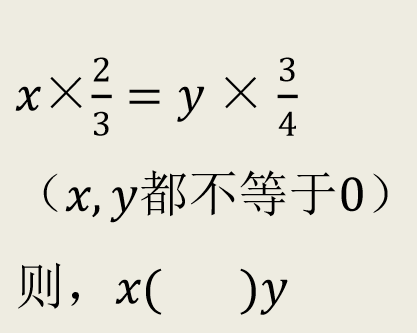 x×2/3 = y × 3/4
（x, y都不等于0）
则，x(    )y